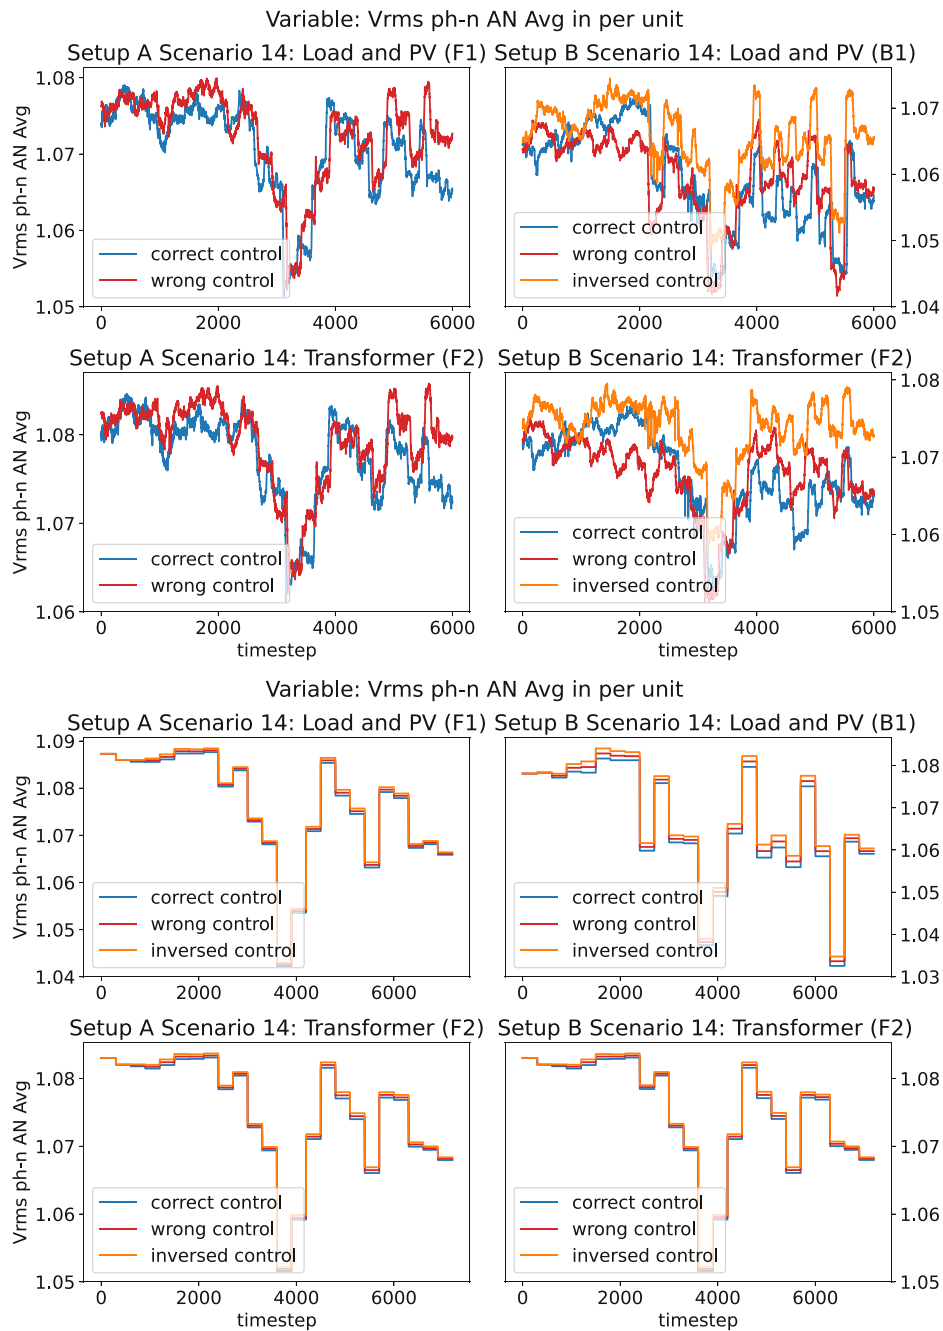 Variable: Vrms ph-n AN Avg in per unit
Setup A Scenario 14: Load and PV (F1)
Setup B Scenario 14: Load and PV (B1)
Vrms ph-n AN Avg
1.08
1.07
1.06
1.05
correct control
wrong control
0
2000
4000
6000
1.07
1.06
1.05
1.04
correct control
wrong control
inversed control
0
2000
4000
6000
Setup A Scenario 14: Transformer (F2)
Setup B Scenario 14: Transformer (F2)
Vrms ph-n AN Avg
1.08
1.07
1.06
correct control
wrong control
0
2000
4000
6000
timestep
1.08
1.07
1.06
1.05
correct control
wrong control
inversed control
0
2000
4000
6000
timestep
Variable: Vrms ph-n AN Avg in per unit
Setup A Scenario 14: Load and PV (F1)
Setup B Scenario 14: Load and PV (B1)
Vrms ph-n AN Avg
1.09
1.08
1.07
1.06
1.05
1.04
correct control
wrong control
inversed control
0
2000
4000
6000
1.08
1.07
1.06
1.05
1.04
1.03
correct control
wrong control
inversed control
0
2000
4000
6000
Setup A Scenario 14: Transformer (F2)
Setup B Scenario 14: Transformer (F2)
Vrms ph-n AN Avg
1.08
1.07
1.06
1.05
correct control
wrong control
inversed control
0
2000
4000
6000
timestep
1.08
1.07
1.06
1.05
correct control
wrong control
inversed control
0
2000
4000
6000
timestep